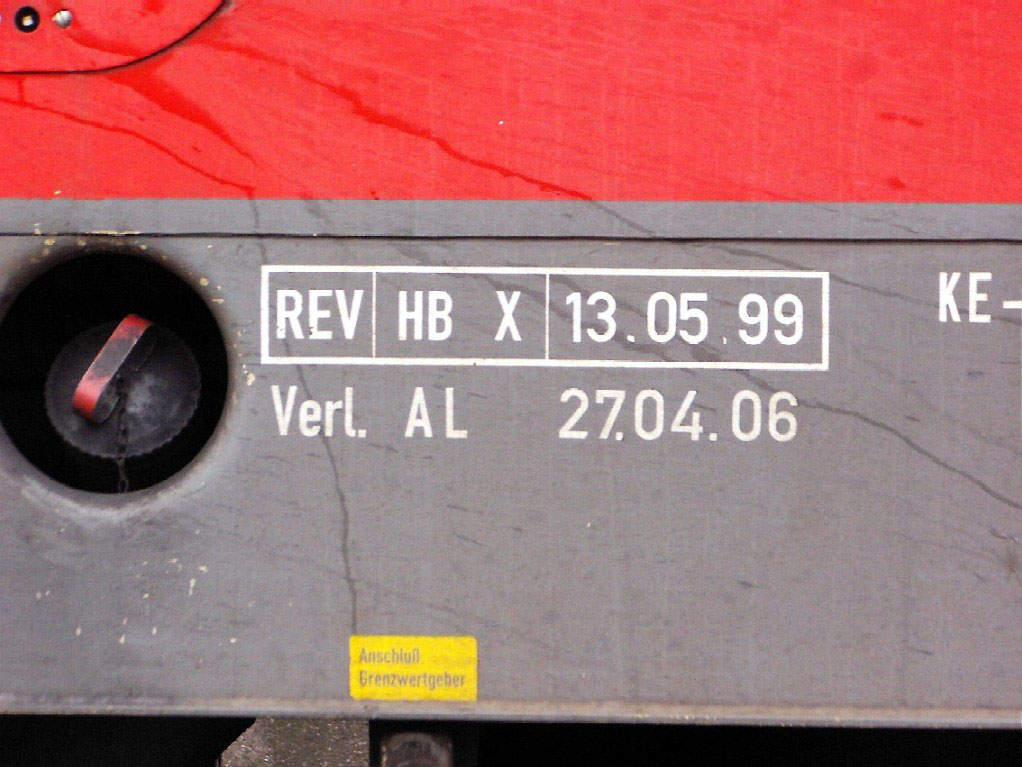 REV HB X 13.05.99
KE-
Verl. AL 27.04.06
Anschluß
Grenzwertgeber